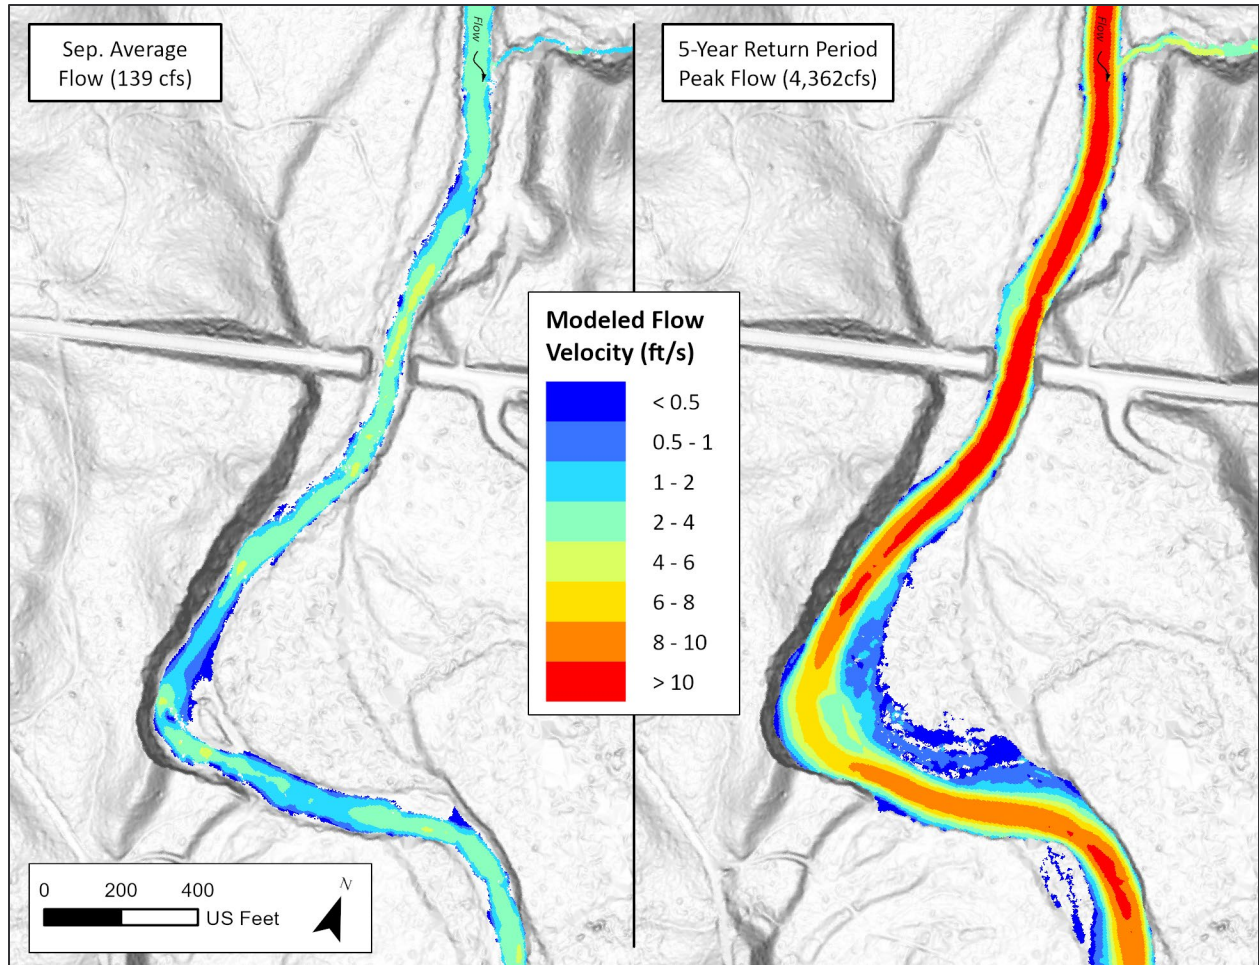 Sep. Average
Flow (139 cfs)
Flow
5-Year Return Period
Peak Flow (4,362cfs)
Flow
Modeled Flow
Velocity (ft/s)
< 0.5
0.5 - 1
1 - 2
2 - 4
4 - 6
6 - 8
8 - 10
> 10
0 200 400
US Feet
N